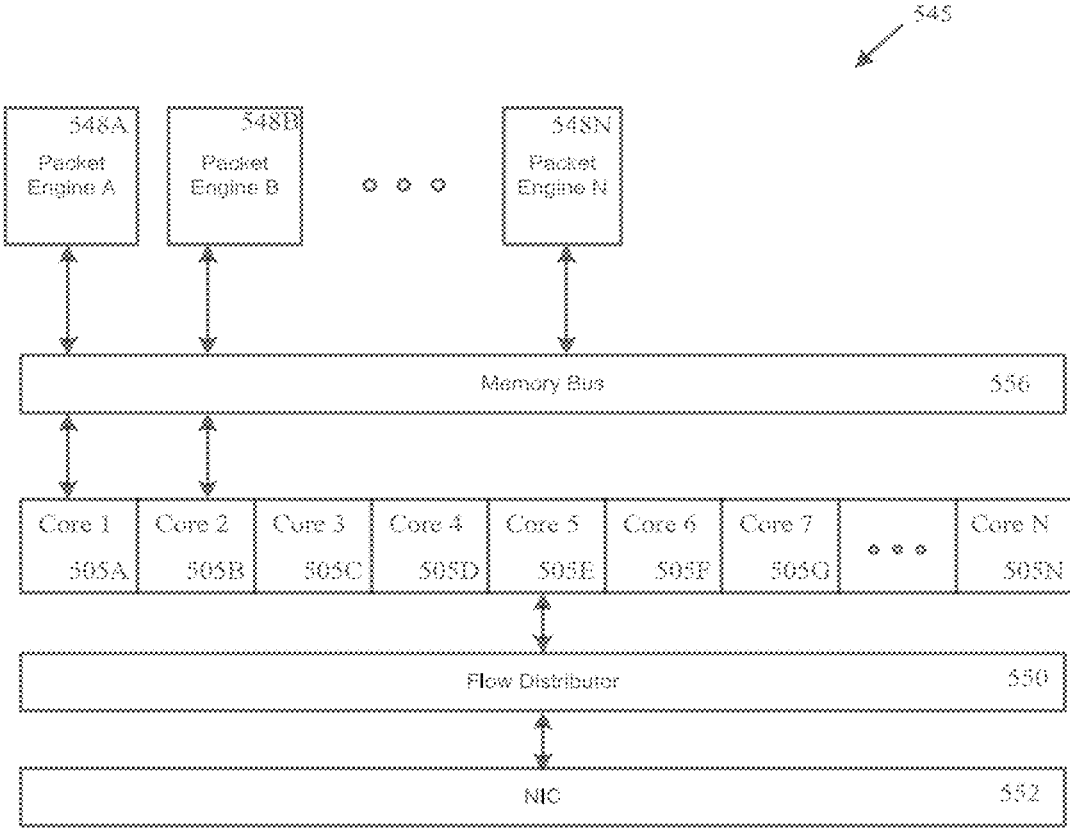 545
548A
Packet
Engine A
548B
Packet
Engine B
548N
Packet
Engine N
Memory Bus
556
Core 1
505A
Core 2
505B
Core 3
505C
Core 4
505D
Core 5
505E
Core 6
505F
Core 7
505G
Core N
505N
Flow Distributor
550
NIC
552